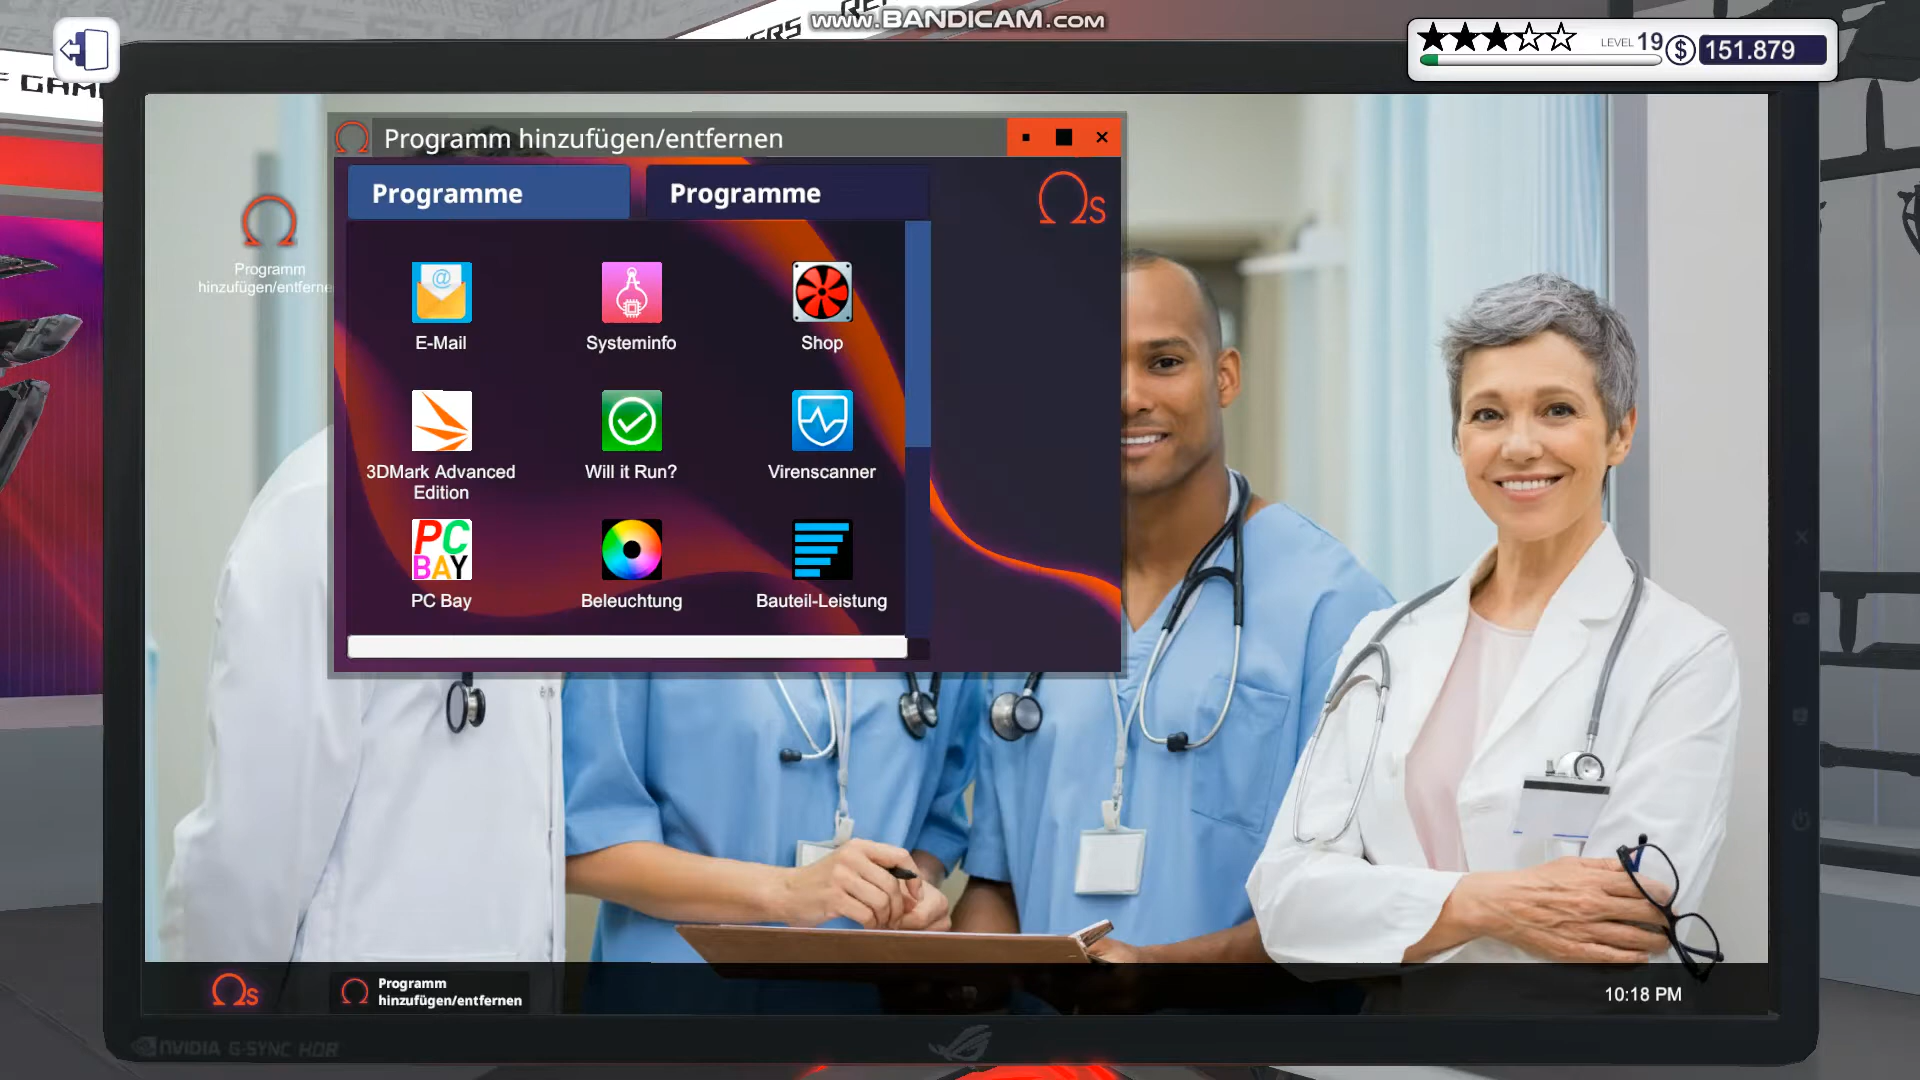 www.BANDICAM.com
LEVEL 19
$ 151.879
Programm hinzufügen/entfernen
Programme
Programme
Ωs
Programm
hinzufügen/entferne
E-Mail
Systeminfo
Shop
3DMark Advanced
Edition
Will it Run?
Virenscanner
PC
BAY
PC Bay
Beleuchtung
Bauteil-Leistung
Ωs
Programm
hinzufügen/entfernen
10:18 PM
NVIDIA G-SYNC HDR